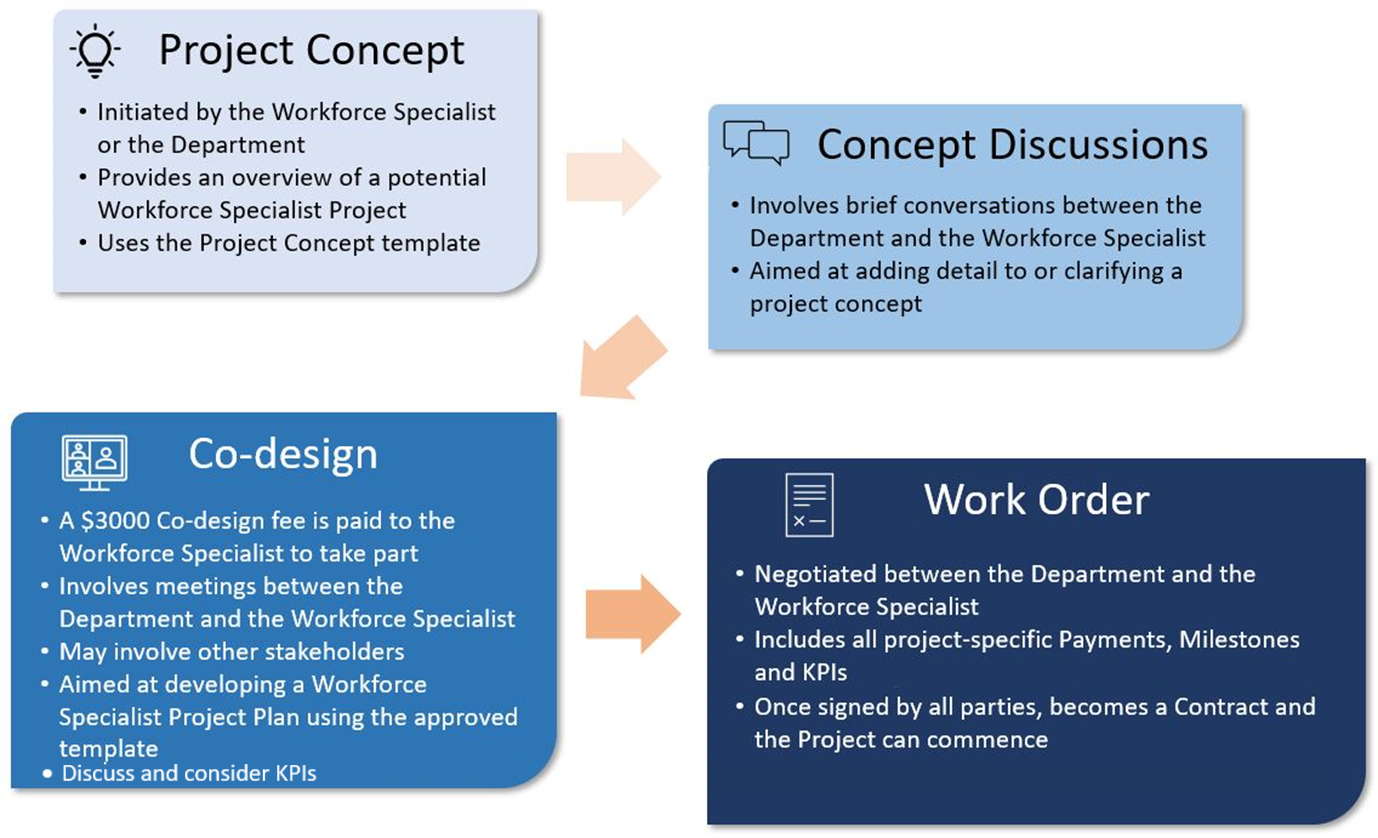 Project Concept
• Initiated by the Workforce Specialist
or the Department
• Provides an overview of a potential
Workforce Specialist Project
• Uses the Project Concept template
Concept Discussions
• Involves brief conversations between the
Department and the Workforce Specialist
• Aimed at adding detail to or clarifying a
project concept
Co-design
• A $3000 Co-design fee is paid to the
Workforce Specialist to take part
• Involves meetings between the
Department and the Workforce Specialist
• May involve other stakeholders
• Aimed at developing a Workforce
Specialist Project Plan using the approved
template
• Discuss and consider KPIs
Work Order
• Negotiated between the Department and the
Workforce Specialist
• Includes all project-specific Payments, Milestones
and KPIs
• Once signed by all parties, becomes a Contract and
the Project can commence